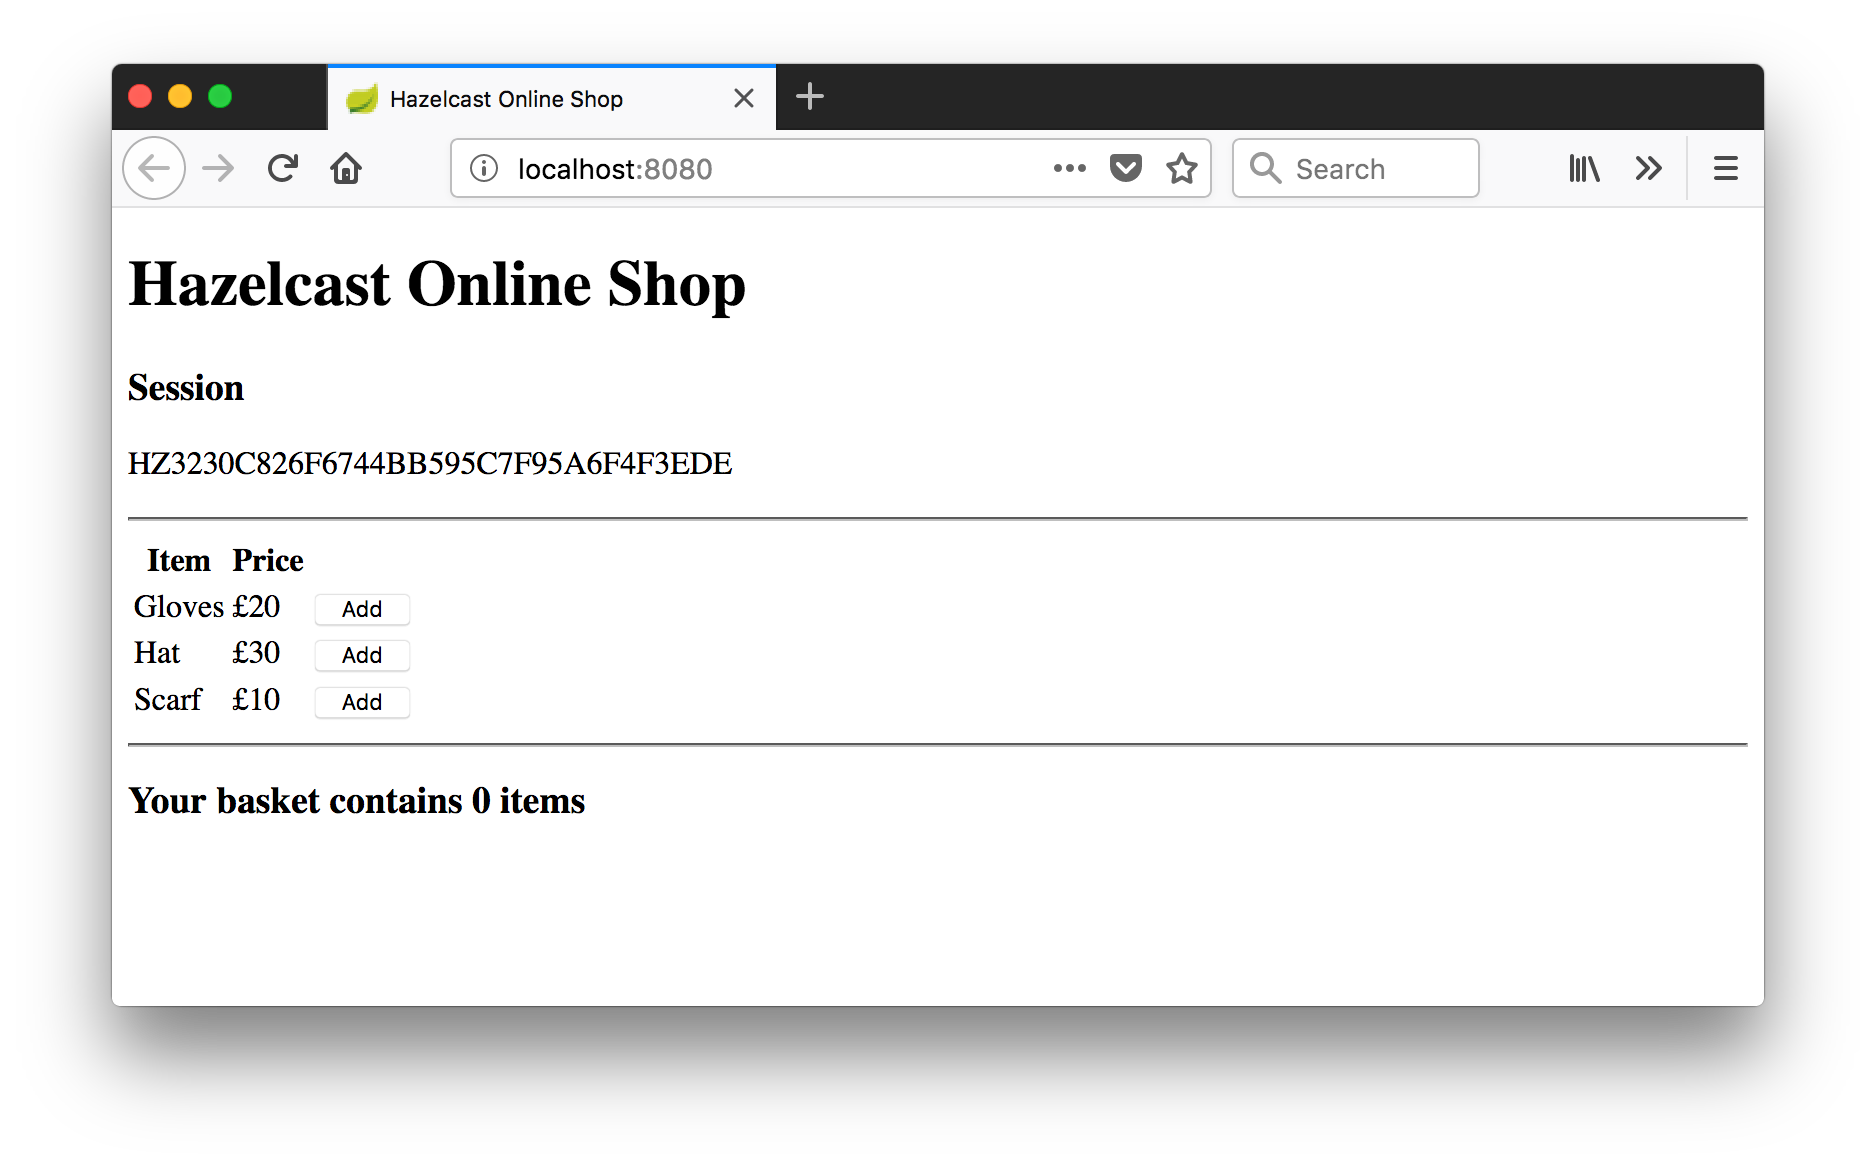 Hazelcast Online Shop
localhost:8080
Search
Hazelcast Online Shop
Session
HZ3230C826F6744BB595C7F95A6F4F3EDE
Item Price
Gloves £20 Add
Hat £30 Add
Scarf £10 Add
Your basket contains 0 items